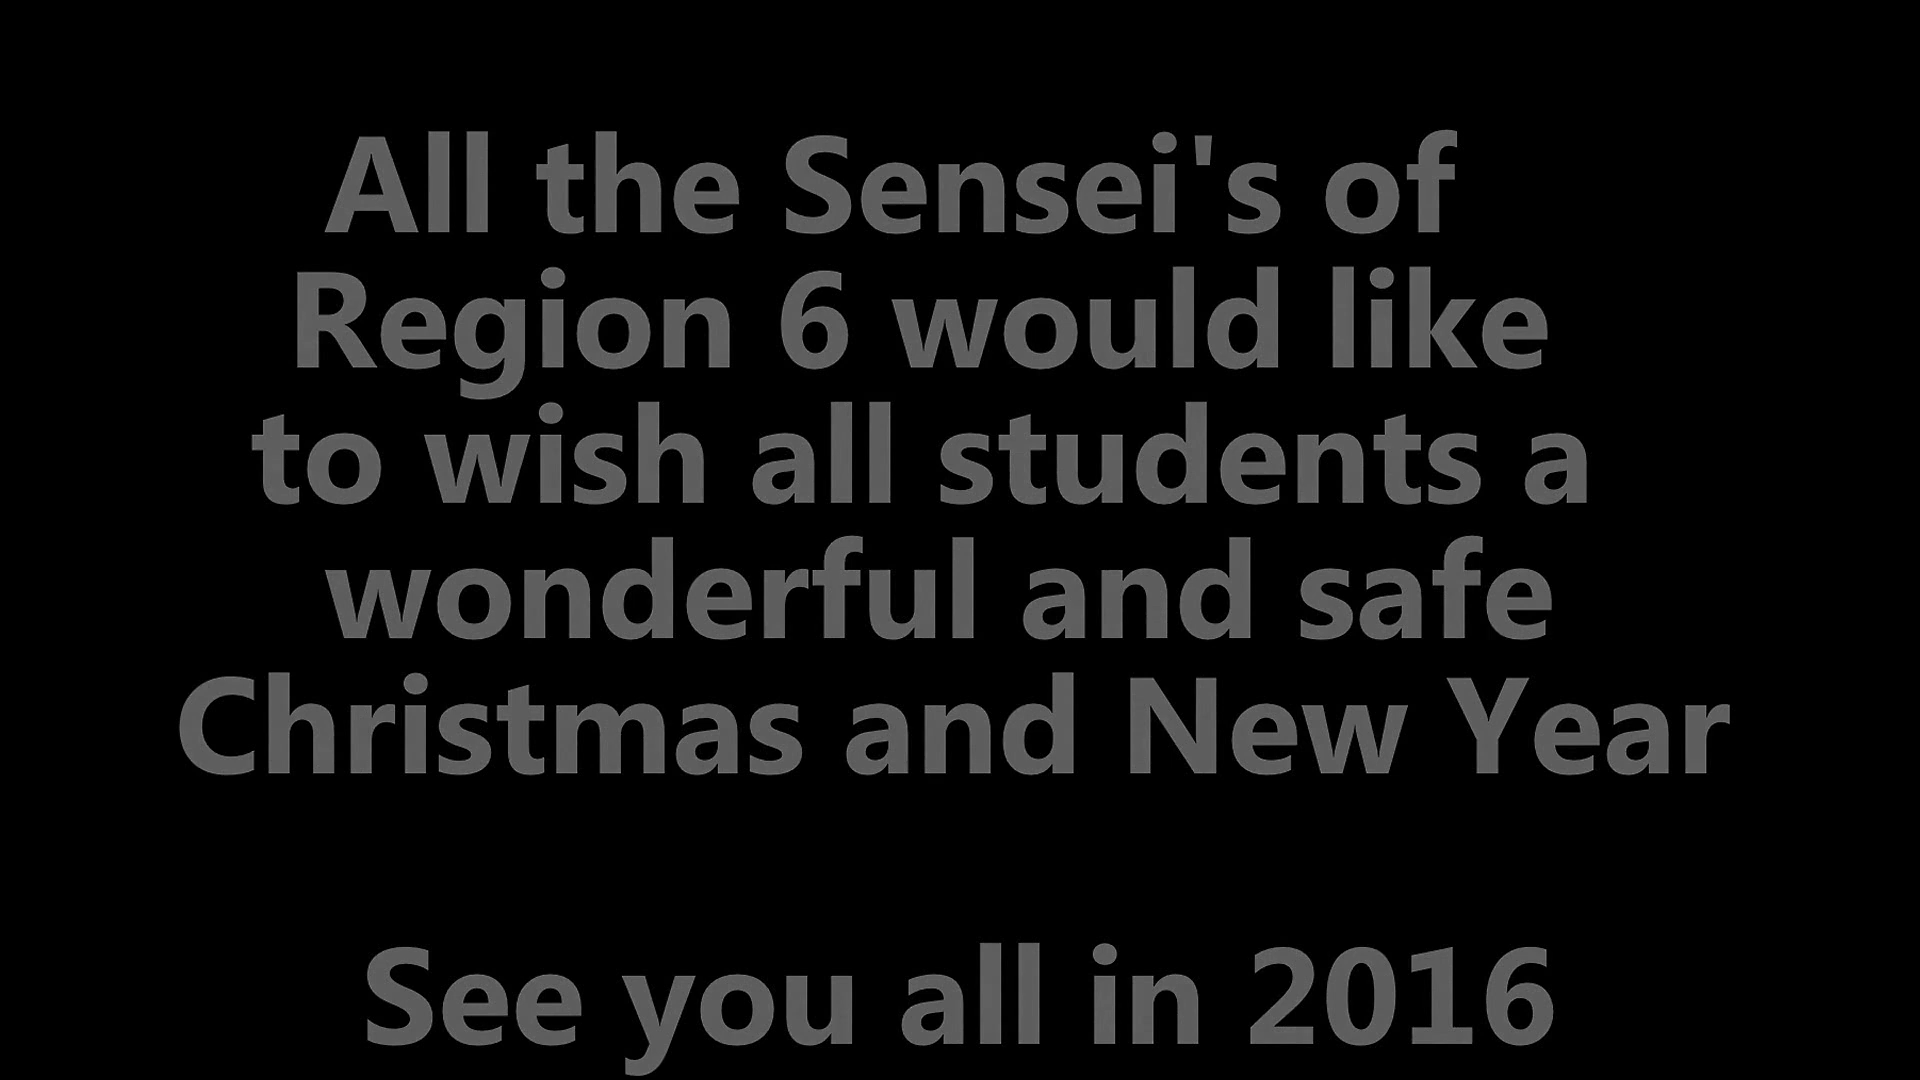 All the Sensei's of
Region 6 would like
to wish all students a
wonderful and safe
Christmas and New Year
See you all in 2016